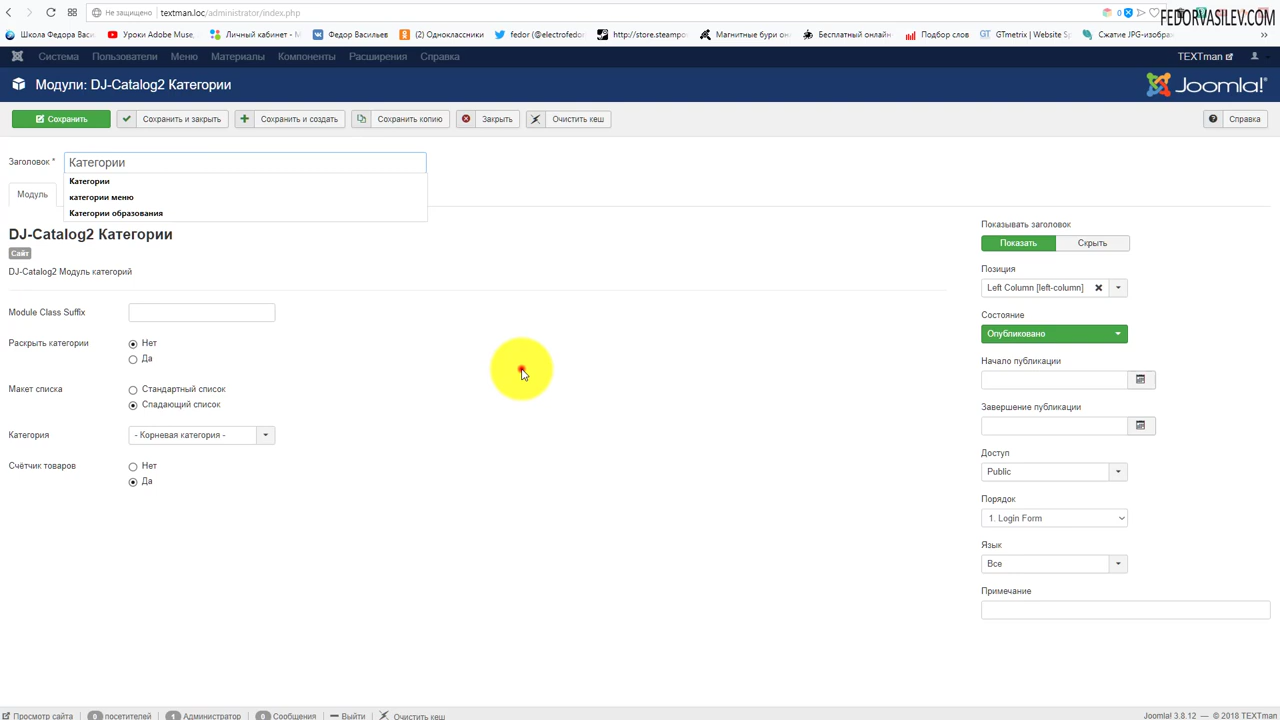 Не защищено textman.loc/administrator/index.php
0
FEDORVASILEV.COM
Школа Федора Васи.
Уроки Adobe Muse,
Личный кабинет -
Федор Васильев
(2) Одноклассники
fedor (@electrofedo
http://store.steampo
Магнитные бури он
Бесплатный онлайн
Подбор слов
GTmetrix | Website S
Сжатие JPG-изобра
Система
Пользователи
Меню
Материалы
Компоненты
Расширения
Справка
TEXTman
Модули: DJ-Catalog2 Категории
Joomla!
Сохранить
Сохранить и закрыть
Сохранить и создать
Сохранить копию
Закрыть
Очистить кеш
Справка
Заголовок * Категории
Категории
категории меню
Категории образования
Модуль
DJ-Catalog2 Категории
Сайт
DJ-Catalog2 Модуль категорий
Module Class Suffix
Раскрыть категории Нет
Да
Макет списка Стандартный список
Спадающий список
Категория - Корневая категория -
Счётчик товаров Нет
Да
Показывать заголовок
Показать Скрыть
Позиция
Left Column [left-column]
Состояние
Опубликовано
Начало публикации
Завершение публикации
Доступ
Public
Порядок
1. Login Form
Язык
Все
Примечание
Просмотр сайта
0 посетителей
1 Администратор
0 Сообщения
Выйти
Очистить кеш
Joomla! 3.8.12 — © 2018 TEXTman